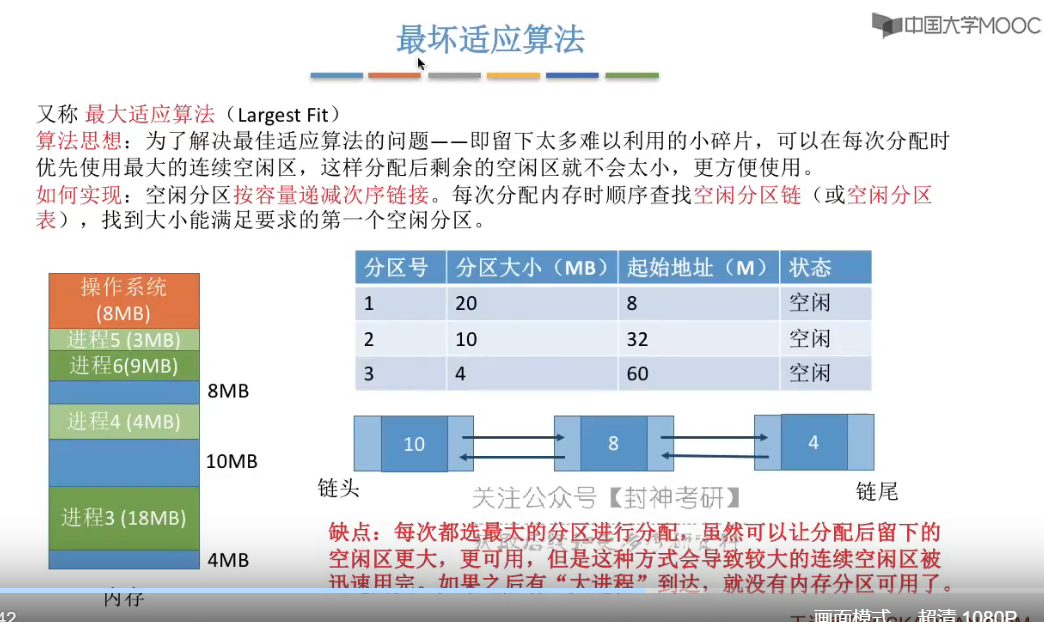 最坏适应算法
中国大学MOOC
又称 最大适应算法（Largest Fit）
算法思想：为了解决最佳适应算法的问题——即留下太多难以利用的小碎片，可以在每次分配时
优先使用最大的连续空闲区，这样分配后剩余的空闲区就不会太小，更方便使用。
如何实现：空闲分区按容量递减次序链接。每次分配内存时顺序查找空闲分区链（或空闲分区
表），找到大小能满足要求的第一个空闲分区。
操作系统
(8MB)
进程5 (3MB)
进程6(9MB)
8MB
进程4 (4MB)
10MB
进程3 (18MB)
4MB
内存
分区号 分区大小（MB） 起始地址（M） 状态
1 20 8 空闲
2 10 32 空闲
3 4 60 空闲
10 8 4
链头 链尾
关注公众号【封神考研】
缺点：每次都选最大的分区进行分配，虽然可以让分配后留下的
空闲区更大，更可用，但是这种方式会导致较大的连续空闲区被
迅速用完。如果之后有“大进程”到达，就没有内存分区可用了。
42
画面模式 超清 1080P